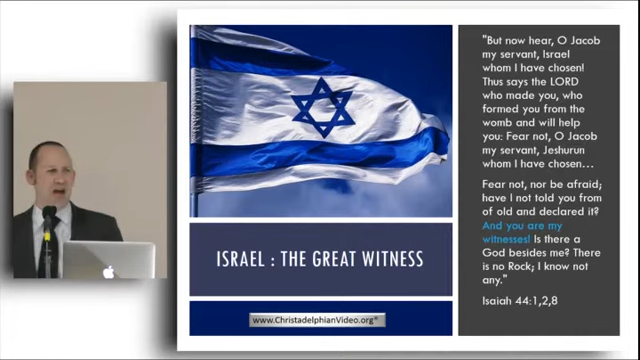 "But now hear, O Jacob
my servant, Israel
whom I have chosen!
Thus says the LORD
who made you, who
formed you from the
womb and will help
you: Fear not, O Jacob
my servant, Jeshurun
whom I have chosen…
Fear not, nor be afraid;
have I not told you from
of old and declared it?
And you are my
witnesses! Is there a
God besides me? There
is no Rock; I know not
any."
Isaiah 44:1,2,8
ISRAEL : THE GREAT WITNESS
www.ChristadelphianVideo.org®